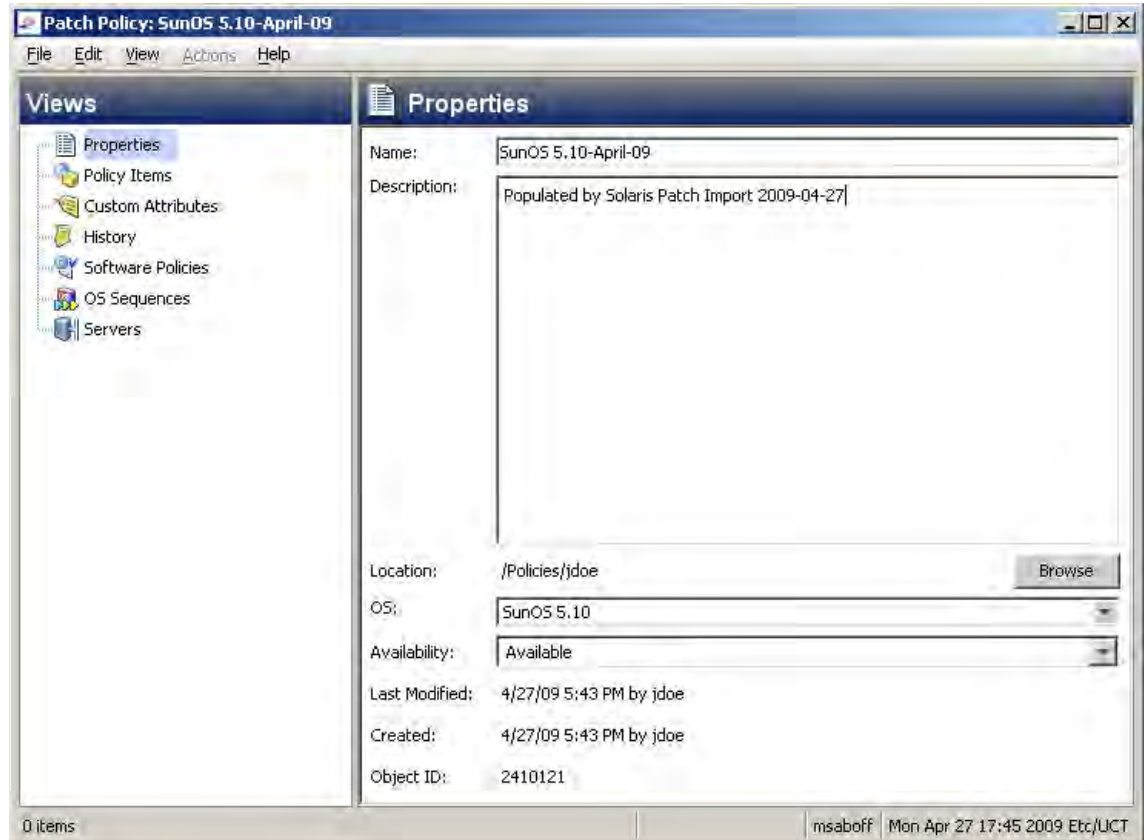 Patch Policy: SunOS 5.10-April-09
File Edit View Actions Help
Views
Properties
Policy Items
Custom Attributes
History
Software Policies
OS Sequences
Servers
Properties
Name: SunOS 5.10-April-09
Description: Populated by Solaris Patch Import 2009-04-27
Location: /Policies/jdoe Browse
OS: SunOS 5.10
Availability: Available
Last Modified: 4/27/09 5:43 PM by jdoe
Created: 4/27/09 5:43 PM by jdoe
Object ID: 2410121
0 items msaboff Mon Apr 27 17:45 2009 Etc/UCT